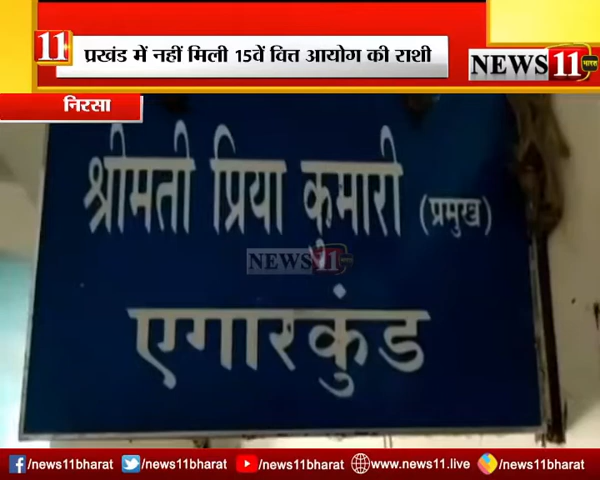 11
प्रखंड में नहीं मिली 15वें वित्त आयोग की राशी
NEWS 11 भारत
निरसा
श्रीमती प्रिया कुमारी (प्रमुख)
NEWS 11
एगारकुंड
/news11bharat /news11bharat /news11bharat www.news11.live /news11bharat